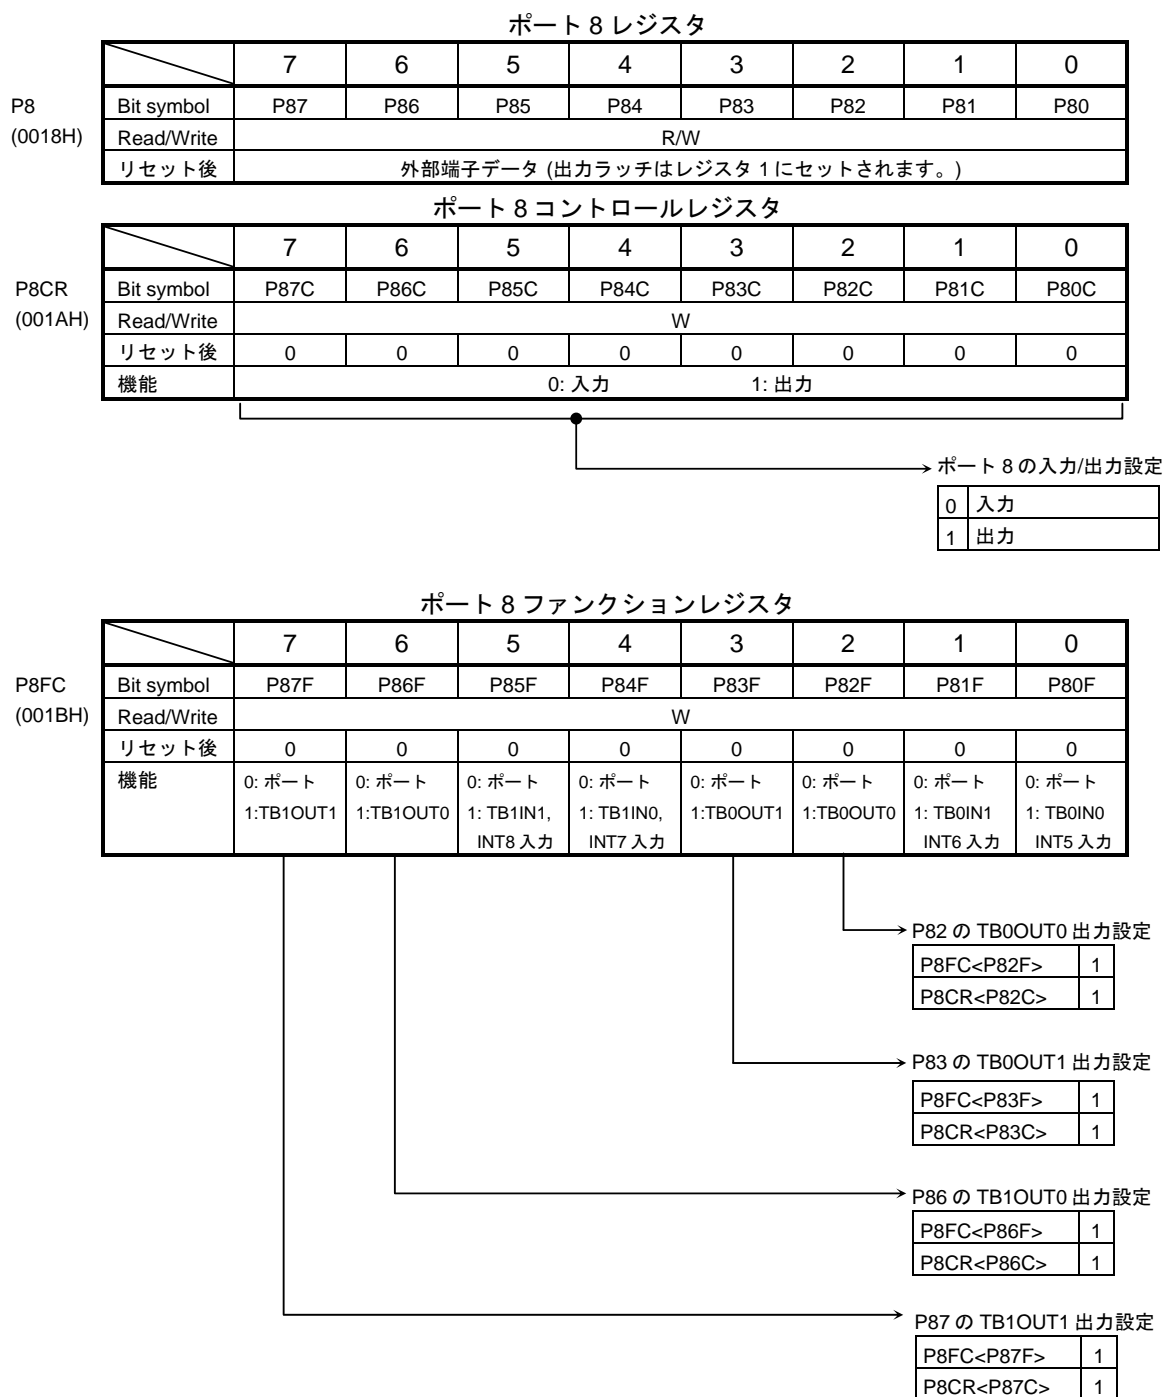 ポート 8 レジスタ
7 6 5 4 3 2 1 0
P8 Bit symbol P87 P86 P85 P84 P83 P82 P81 P80
(0018H) Read/Write R/W
リセット後 外部端子データ (出力ラッチはレジスタ 1 にセットされます。)
ポート 8 コントロールレジスタ
7 6 5 4 3 2 1 0
P8CR Bit symbol P87C P86C P85C P84C P83C P82C P81C P80C
(001AH) Read/Write W
リセット後 0 0 0 0 0 0 0 0
機能 0: 入力 1: 出力
ポート 8 の入力/出力設定
0 入力
1 出力
ポート 8 ファンクションレジスタ
7 6 5 4 3 2 1 0
P8FC Bit symbol P87F P86F P85F P84F P83F P82F P81F P80F
(001BH) Read/Write W
リセット後 0 0 0 0 0 0 0 0
機能 0: ポート 0: ポート 0: ポート 0: ポート 0: ポート 0: ポート 0: ポート 0: ポート
1:TB1OUT1 1:TB1OUT0 1: TB1IN1, 1: TB1IN0, 1:TB0OUT1 1:TB0OUT0 1: TB0IN1 1: TB0IN0
INT8 入力 INT7 入力 INT6 入力 INT5 入力
P82 の TB0OUT0 出力設定
P8FC<P82F> 1
P8CR<P82C> 1
P83 の TB0OUT1 出力設定
P8FC<P83F> 1
P8CR<P83C> 1
P86 の TB1OUT0 出力設定
P8FC<P86F> 1
P8CR<P86C> 1
P87 の TB1OUT1 出力設定
P8FC<P87F> 1
P8CR<P87C> 1